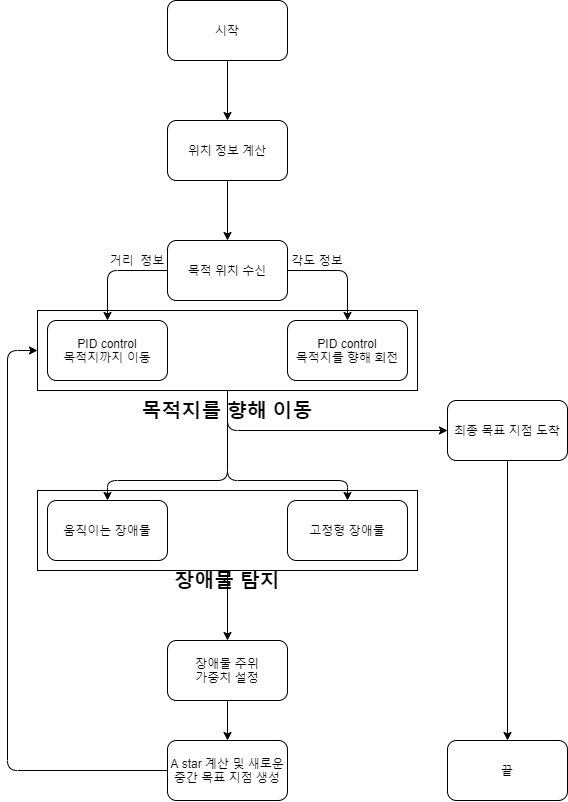 시작
위치 정보 계산
목적 위치 수신
거리 정보
각도 정보
PID control
목적지까지 이동
PID control
목적지를 향해 회전
목적지를 향해 이동
최종 목표 지점 도착
움직이는 장애물
고정형 장애물
장애물 탐지
장애물 주위
가중치 설정
A star 계산 및 새로운
중간 목표 지점 생성
끝